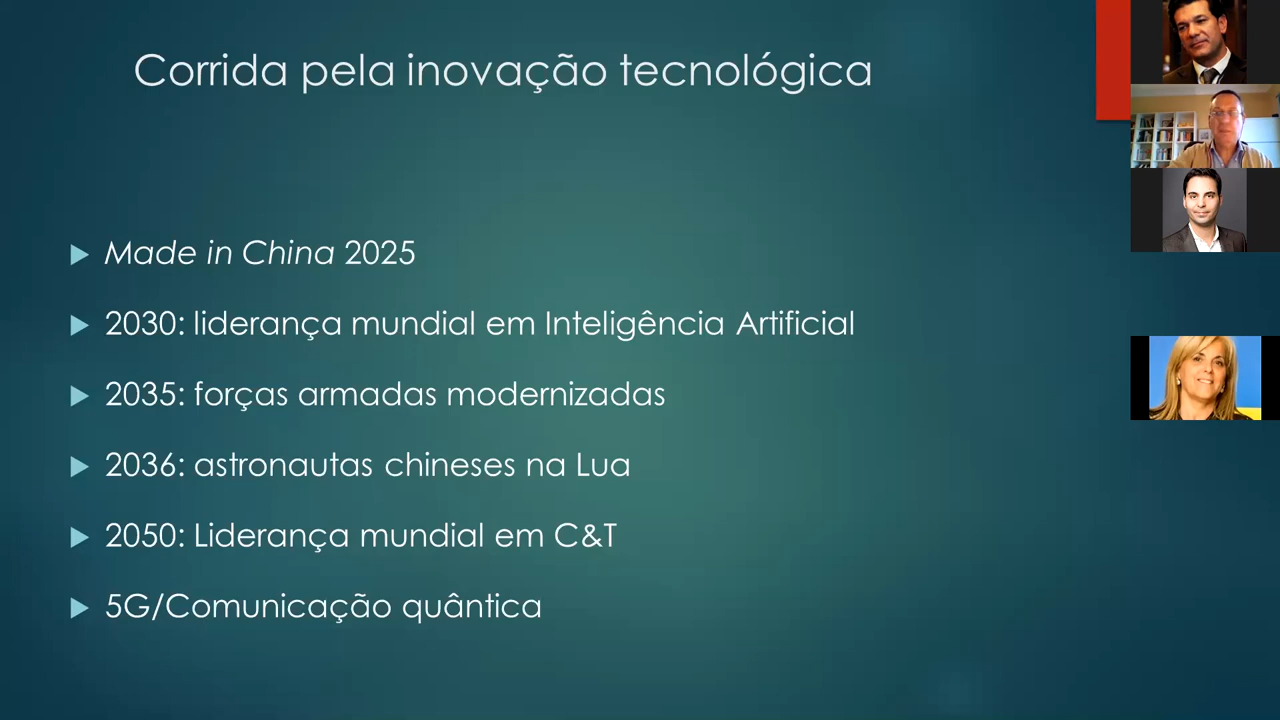 Corrida pela inovação tecnológica
Made in China 2025
2030: liderança mundial em Inteligência Artificial
2035: forças armadas modernizadas
2036: astronautas chineses na Lua
2050: Liderança mundial em C&T
5G/Comunicação quântica